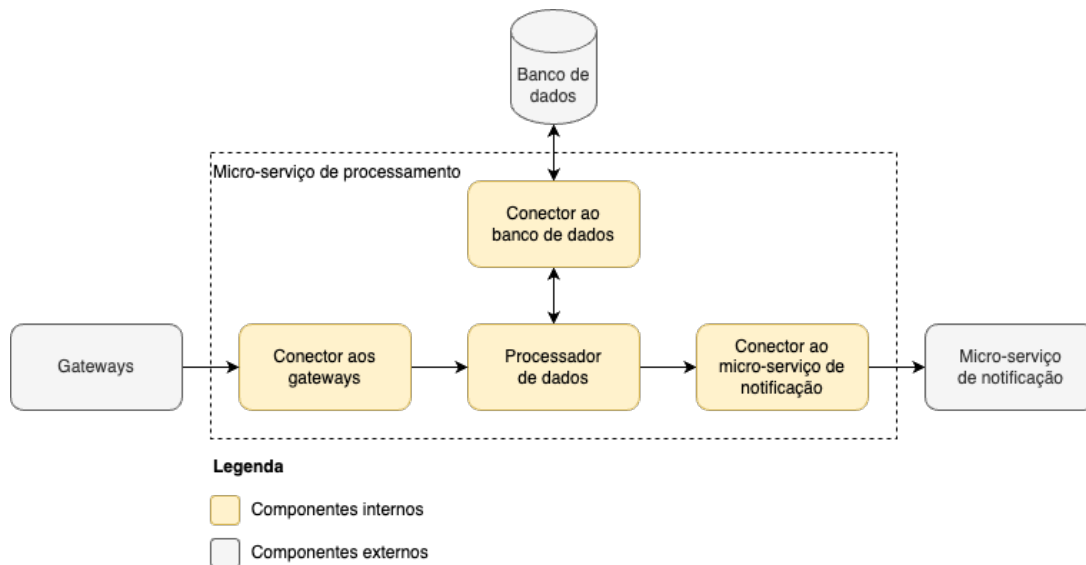 Banco de
dados
Micro-serviço de processamento
Conector ao
banco de dados
Gateways
Conector aos
gateways
Processador
de dados
Conector ao
micro-serviço de
notificação
Micro-serviço
de notificação
Legenda
Componentes internos
Componentes externos